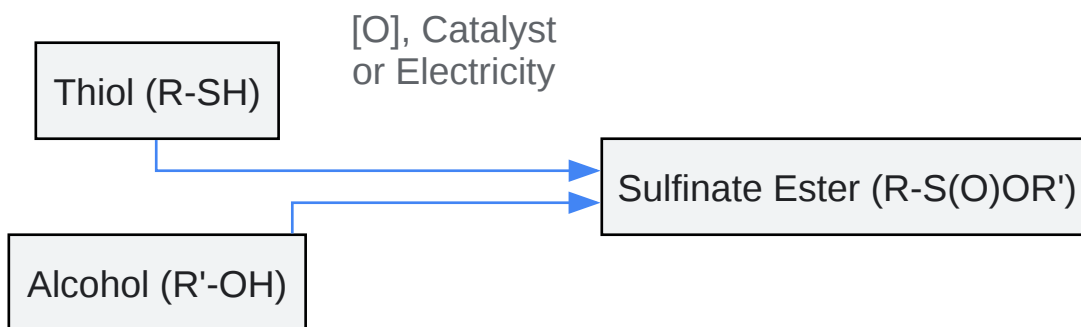 [O], Catalyst
or Electricity
Thiol (R-SH)
Sulfinate Ester (R-S(O)OR')
Alcohol (R'-OH)